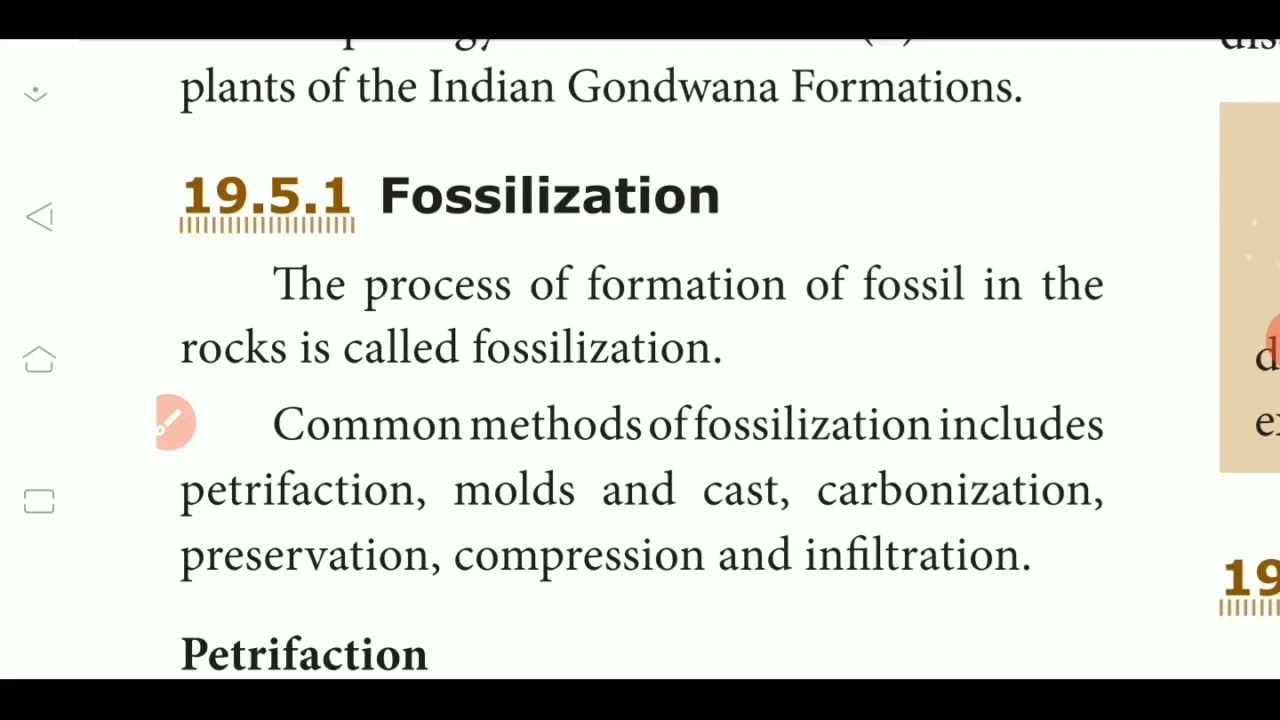 plants of the Indian Gondwana Formations.
19.5.1 Fossilization
The process of formation of fossil in the
rocks is called fossilization.
Common methods of fossilization includes
petrifaction, molds and cast, carbonization,
preservation, compression and infiltration.
Petrifaction
19